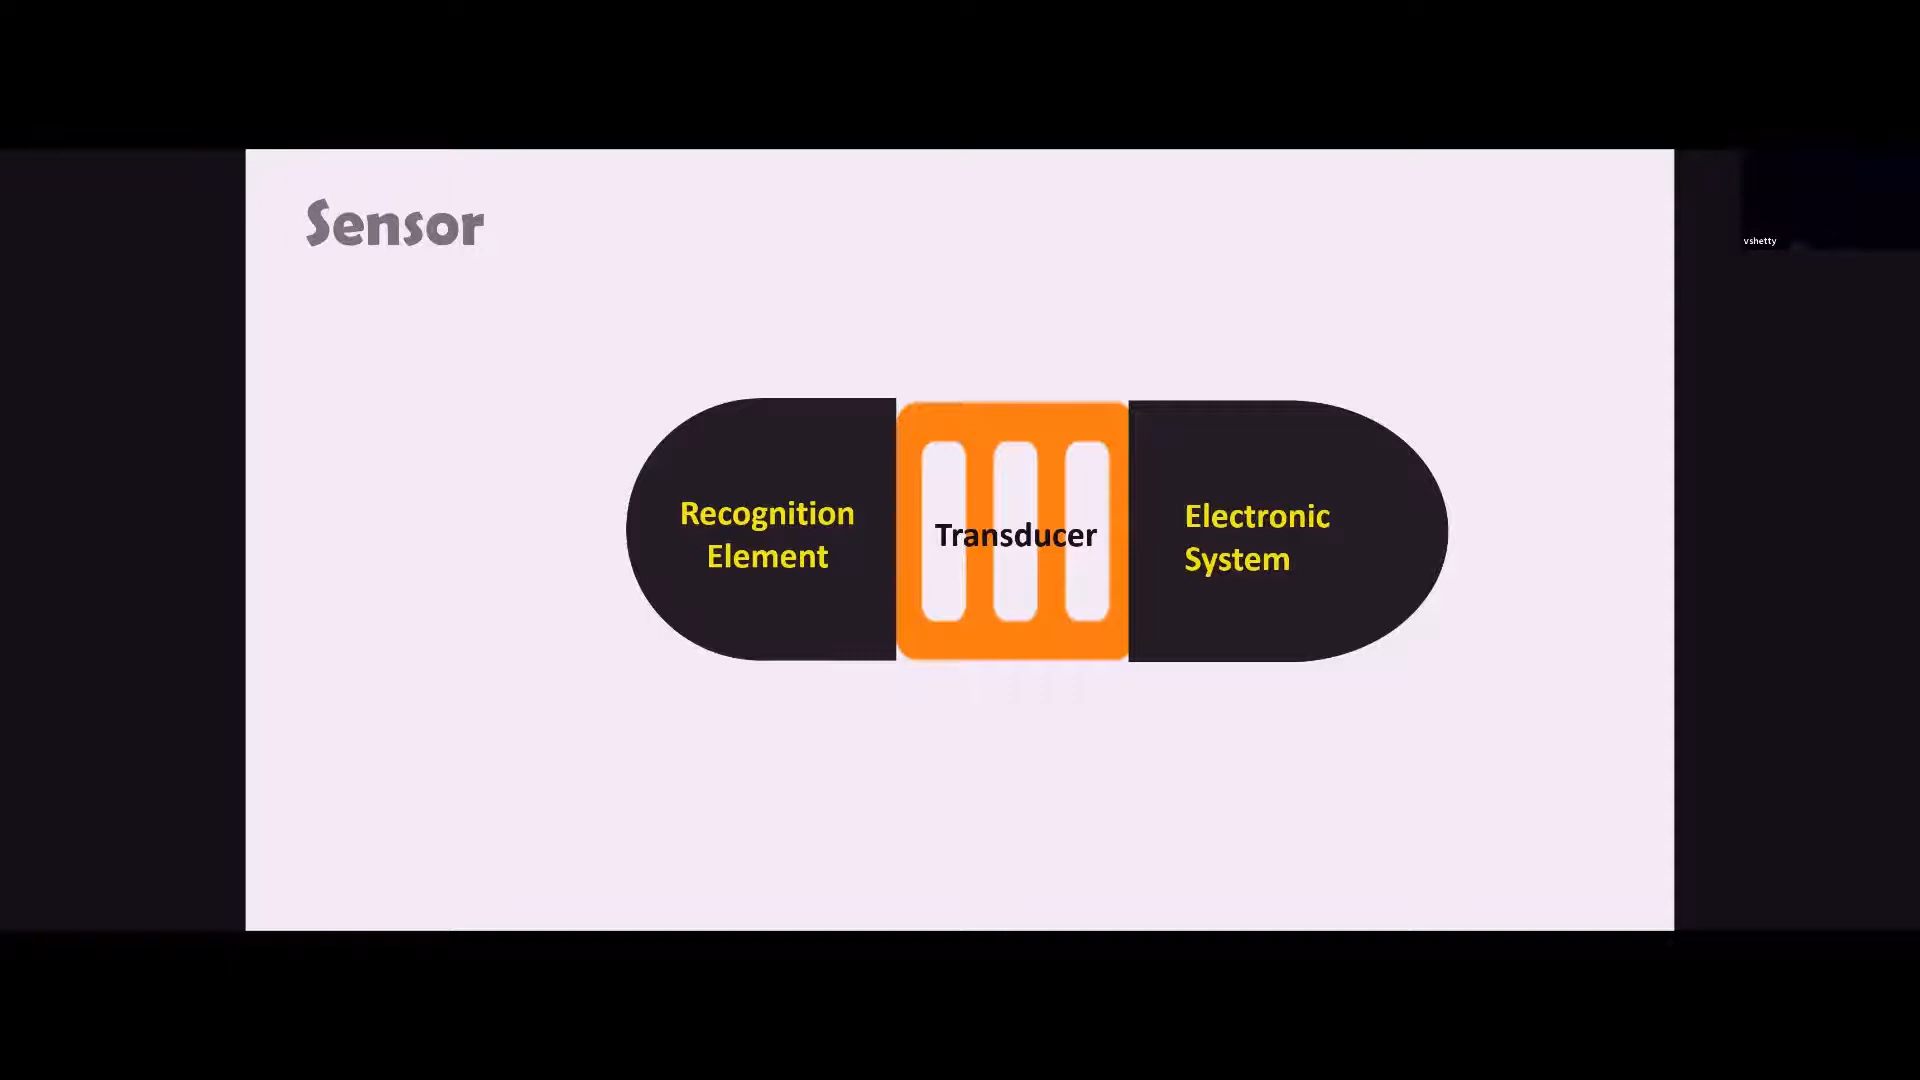 Sensor
vshetty
Recognition
Element
Transducer
Electronic
System